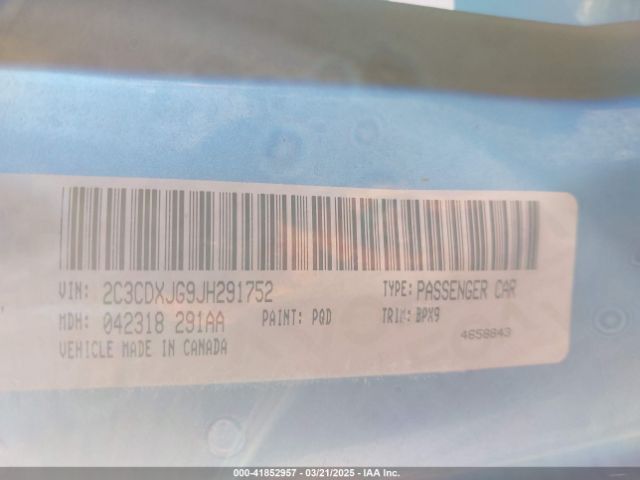 VIN: 2C3CDXJG9JH291752 TYPE: PASSENGER CAR
MDH: 042318 291AA PAINT: PQD TRIM: BPX9
4658843
VEHICLE MADE IN CANADA
000-41852957 - 03/21/2025 - IAA Inc.